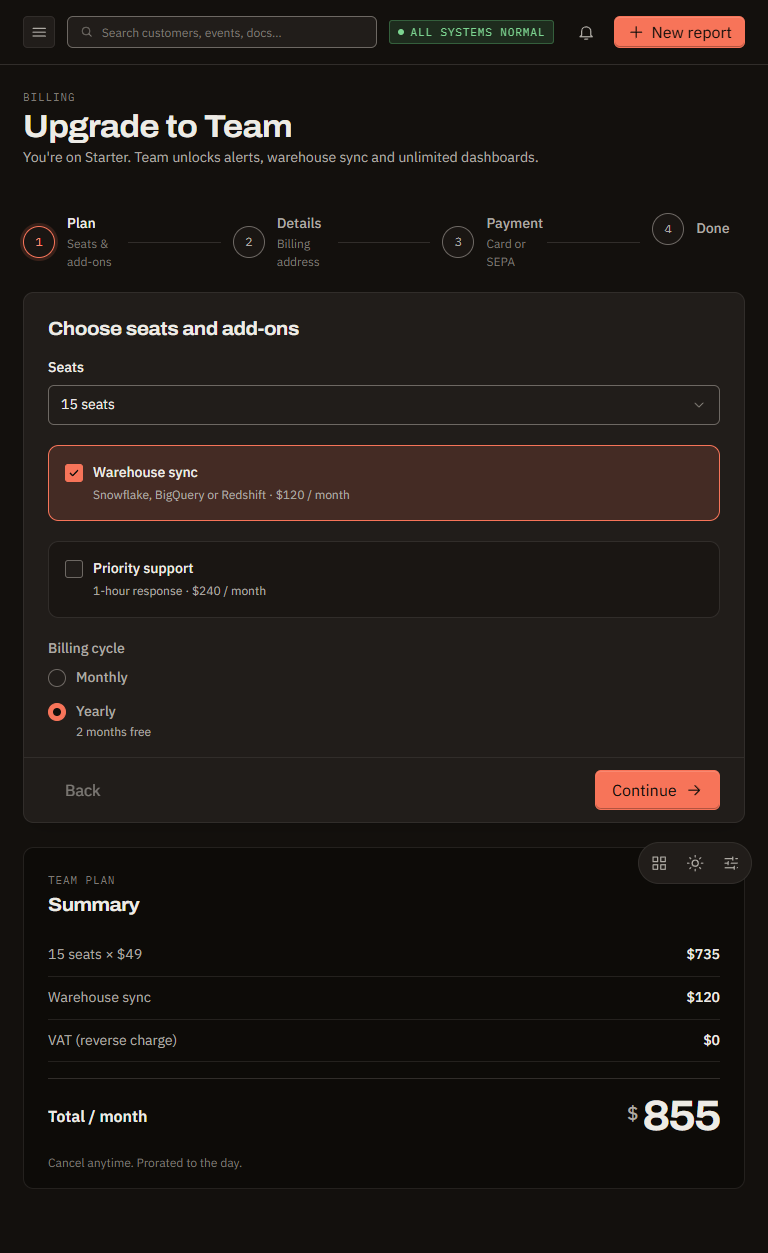 Search customers, events, docs...
ALL SYSTEMS NORMAL
New report
BILLING
Upgrade to Team
You're on Starter. Team unlocks alerts, warehouse sync and unlimited dashboards.
1
Plan
Seats &
add-ons
2
Details
Billing
address
3
Payment
Card or
SEPA
4
Done
Choose seats and add-ons
Seats
15 seats
Warehouse sync
Snowflake, BigQuery or Redshift · $120 / month
Priority support
1-hour response · $240 / month
Billing cycle
Monthly
Yearly
2 months free
Back
Continue
TEAM PLAN
Summary
15 seats × $49
$735
Warehouse sync
$120
VAT (reverse charge)
$0
Total / month
$ 855
Cancel anytime. Prorated to the day.